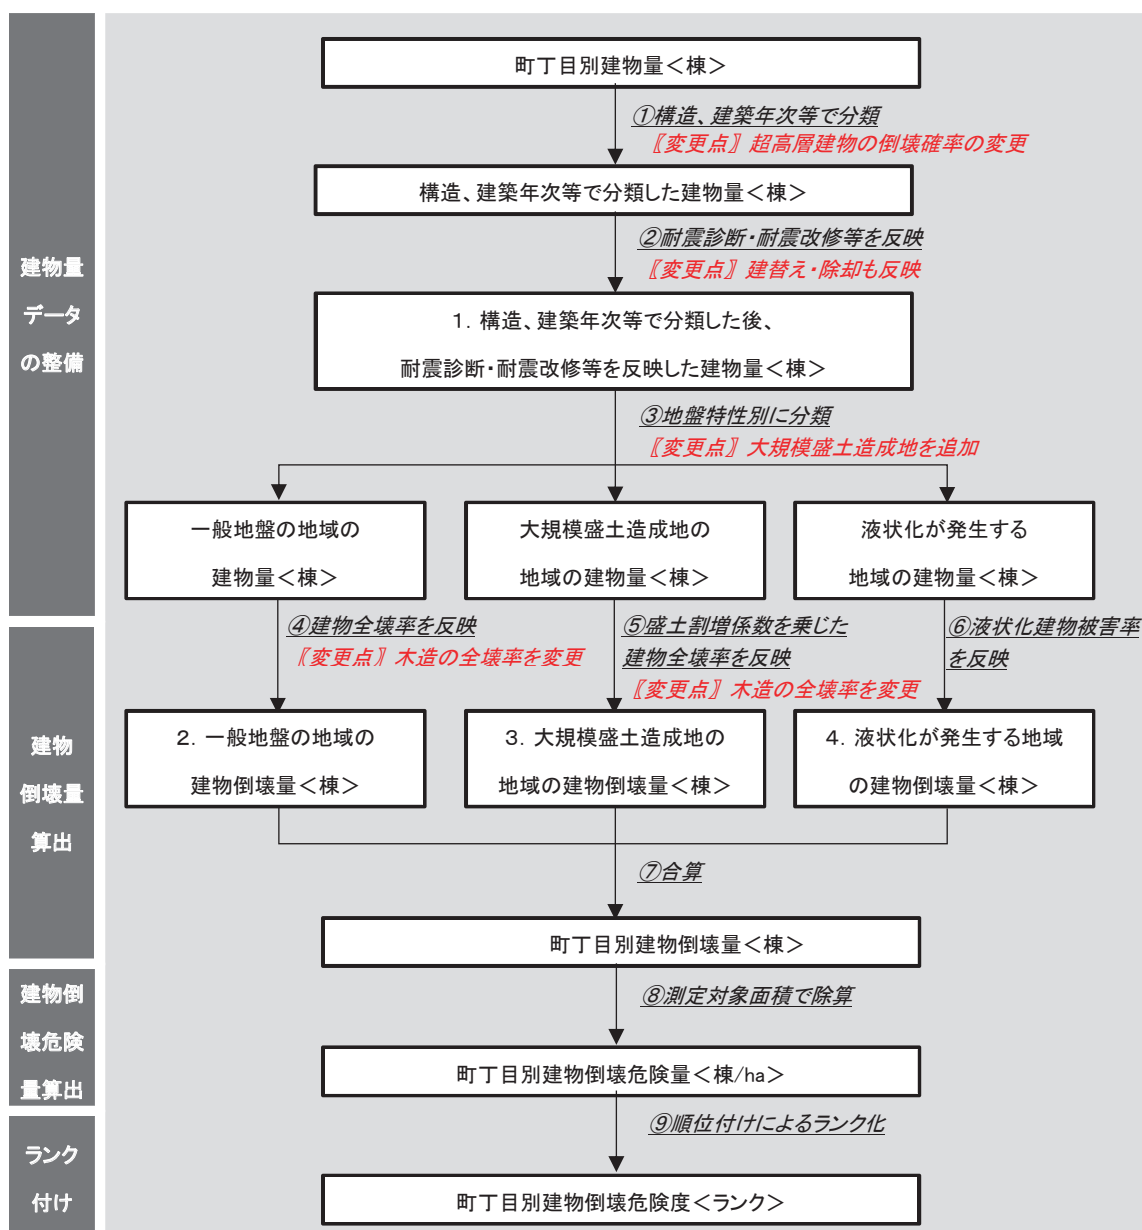 建物量
データ
の整備
町丁目別建物量＜棟＞
①構造、建築年次等で分類
〖変更点〗超高層建物の倒壊確率の変更
構造、建築年次等で分類した建物量＜棟＞
②耐震診断・耐震改修等を反映
〖変更点〗建替え・除却も反映
１．構造、建築年次等で分類した後、
耐震診断・耐震改修等を反映した建物量＜棟＞
③地盤特性別に分類
〖変更点〗大規模盛土造成地を追加
一般地盤の地域の
建物量＜棟＞
大規模盛土造成地の
地域の建物量＜棟＞
液状化が発生する
地域の建物量＜棟＞
建物
倒壊量
算出
④建物全壊率を反映
〖変更点〗木造の全壊率を変更
⑤盛土割増係数を乗じた
建物全壊率を反映
〖変更点〗木造の全壊率を変更
⑥液状化建物被害率
を反映
２．一般地盤の地域の
建物倒壊量＜棟＞
３．大規模盛土造成地の
地域の建物倒壊量＜棟＞
４．液状化が発生する地域
の建物倒壊量＜棟＞
⑦合算
町丁目別建物倒壊量＜棟＞
建物倒
壊危険
量算出
⑧測定対象面積で除算
町丁目別建物倒壊危険量＜棟/ha＞
ランク
付け
⑨順位付けによるランク化
町丁目別建物倒壊危険度＜ランク＞